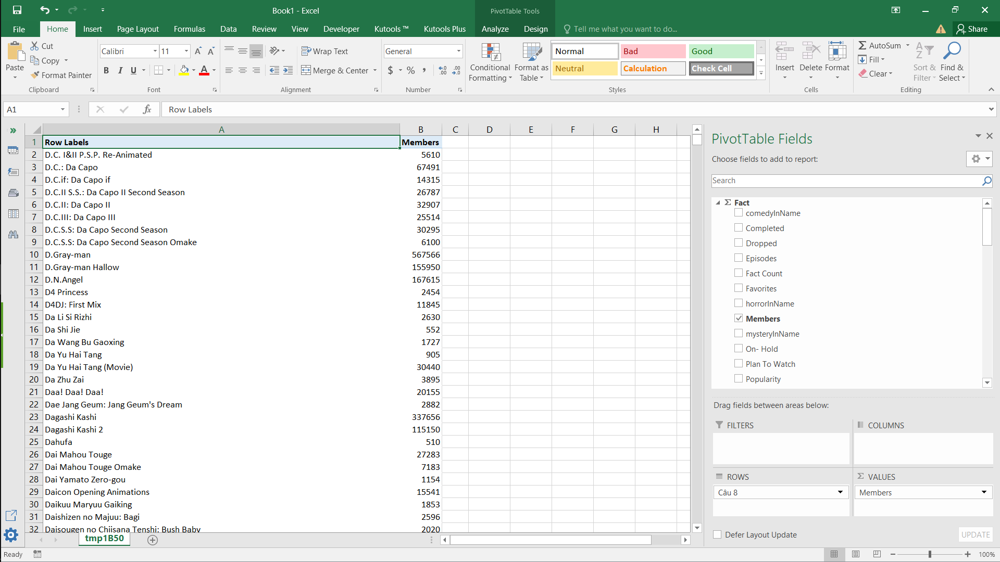 Book1 - Excel
PivotTable Tools
File Home Insert Page Layout Formulas Data Review View Developer Kutools ™ Kutools Plus Analyze Design Tell me what you want to do... Share
Paste
Cut
Copy
Format Painter
Clipboard
Calibri 11
B I U
Font
Wrap Text
Merge & Center
Alignment
General
$ % ,
Number
Conditional Formatting
Format as Table
Normal Bad Good
Neutral Calculation Check Cell
Styles
Insert Delete Format
Cells
AutoSum
Fill
Clear
Sort & Filter
Find & Select
Editing
A1 fx Row Labels
A B C D E F G H
1 Row Labels Members
2 D.C. I&II P.S.P. Re-Animated 5610
3 D.C.: Da Capo 67491
4 D.C.if: Da Capo if 14315
5 D.C.II S.S.: Da Capo II Second Season 26787
6 D.C.II: Da Capo II 32907
7 D.C.III: Da Capo III 25514
8 D.C.S.S: Da Capo Second Season 30295
9 D.C.S.S: Da Capo Second Season Omake 6100
10 D.Gray-man 567566
11 D.Gray-man Hallow 155950
12 D.N.Angel 167615
13 D4 Princess 2454
14 D4DJ: First Mix 11845
15 Da Li Si Rizhi 2630
16 Da Shi Jie 552
17 Da Wang Bu Gaoxing 1727
18 Da Yu Hai Tang 905
19 Da Yu Hai Tang (Movie) 30440
20 Da Zhu Zai 3895
21 Daa! Daa! Daa! 20155
22 Dae Jang Geum: Jang Geum's Dream 2882
23 Dagashi Kashi 337656
24 Dagashi Kashi 2 115150
25 Dahufa 510
26 Dai Mahou Touge 27283
27 Dai Mahou Touge Omake 7183
28 Dai Yamato Zero-gou 1154
29 Daicon Opening Animations 15541
30 Daikuu Maryuu Gaiking 1853
31 Daishizen no Majuu: Bagi 2596
32 Daisougen no Chiisana Tenshi: Bush Baby 2020
tmp1B50
PivotTable Fields
Choose fields to add to report:
Search
Σ Fact
comedyInName
Completed
Dropped
Episodes
Fact Count
Favorites
horrorInName
Members
mysteryInName
On- Hold
Plan To Watch
Popularity
Drag fields between areas below:
FILTERS COLUMNS
ROWS Σ VALUES
Câu 8 Members
Defer Layout Update UPDATE
Ready 100%